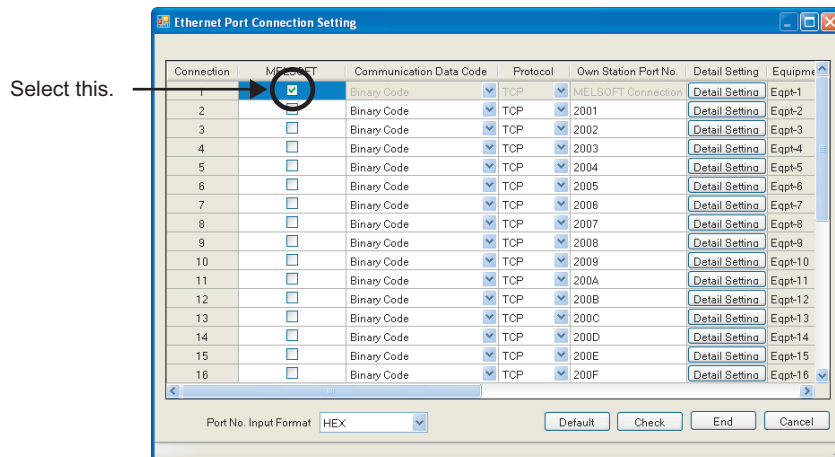 Ethernet Port Connection Setting
Select this.
Connection MELSOFT Communication Data Code Protocol Own Station Port No. Detail Setting Equipme
1 Binary Code TCP MELSOFT Connection Detail Setting Eqpt-1
2 Binary Code TCP 2001 Detail Setting Eqpt-2
3 Binary Code TCP 2002 Detail Setting Eqpt-3
4 Binary Code TCP 2003 Detail Setting Eqpt-4
5 Binary Code TCP 2004 Detail Setting Eqpt-5
6 Binary Code TCP 2005 Detail Setting Eqpt-6
7 Binary Code TCP 2006 Detail Setting Eqpt-7
8 Binary Code TCP 2007 Detail Setting Eqpt-8
9 Binary Code TCP 2008 Detail Setting Eqpt-9
10 Binary Code TCP 2009 Detail Setting Eqpt-10
11 Binary Code TCP 200A Detail Setting Eqpt-11
12 Binary Code TCP 200B Detail Setting Eqpt-12
13 Binary Code TCP 200C Detail Setting Eqpt-13
14 Binary Code TCP 200D Detail Setting Eqpt-14
15 Binary Code TCP 200E Detail Setting Eqpt-15
16 Binary Code TCP 200F Detail Setting Eqpt-16
Port No. Input Format HEX Default Check End Cancel